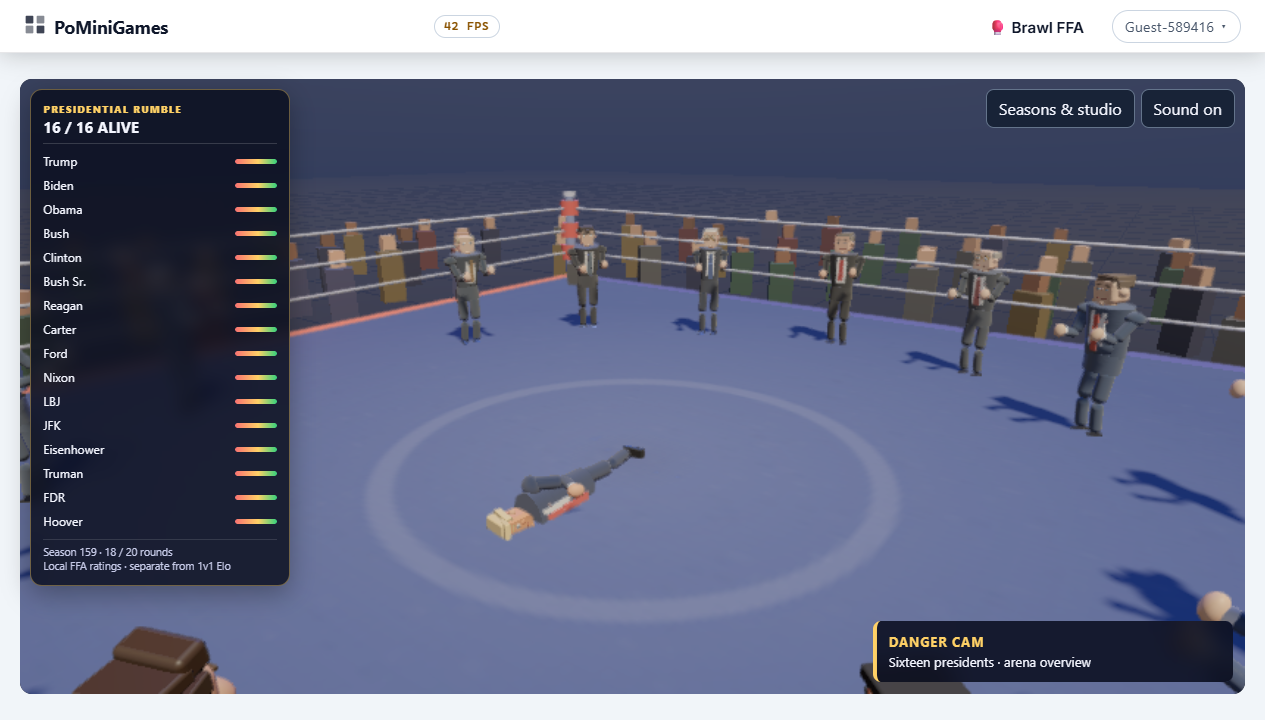 PoMiniGames
42 FPS
Brawl FFA
Guest-589416
PRESIDENTIAL RUMBLE
16 / 16 ALIVE
Trump
Biden
Obama
Bush
Clinton
Bush Sr.
Reagan
Carter
Ford
Nixon
LBJ
JFK
Eisenhower
Truman
FDR
Hoover
Season 159 · 18 / 20 rounds
Local FFA ratings · separate from 1v1 Elo
Seasons & studio
Sound on
DANGER CAM
Sixteen presidents · arena overview